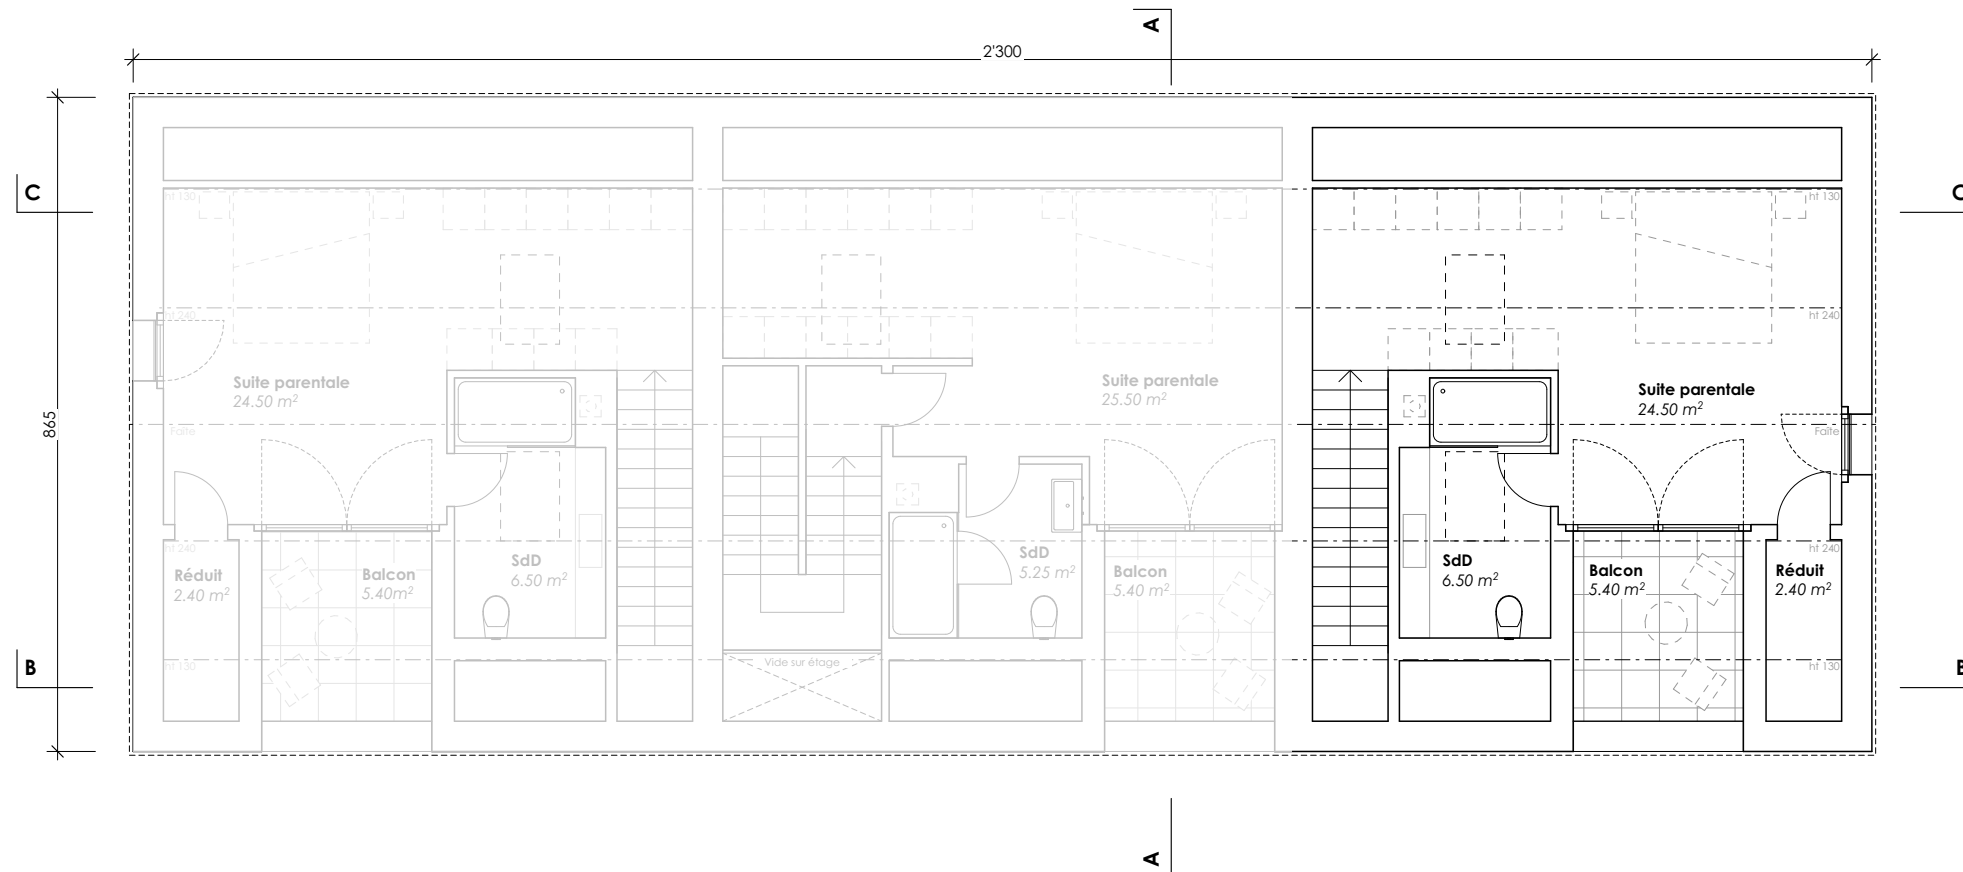 A
2'300
C
C
ht 130
ht 130
ht 240
ht 240
Suite parentale
24.50 m²
Suite parentale
25.50 m²
Suite parentale
24.50 m²
865
Faîte
Faîte
ht 240
ht 240
SdD
6.50 m²
SdD
5.25 m²
SdD
6.50 m²
Réduit
2.40 m²
Balcon
5.40m²
Balcon
5.40 m²
Balcon
5.40 m²
Réduit
2.40 m²
B
ht 130
Vide sur étage
ht 130
B
A